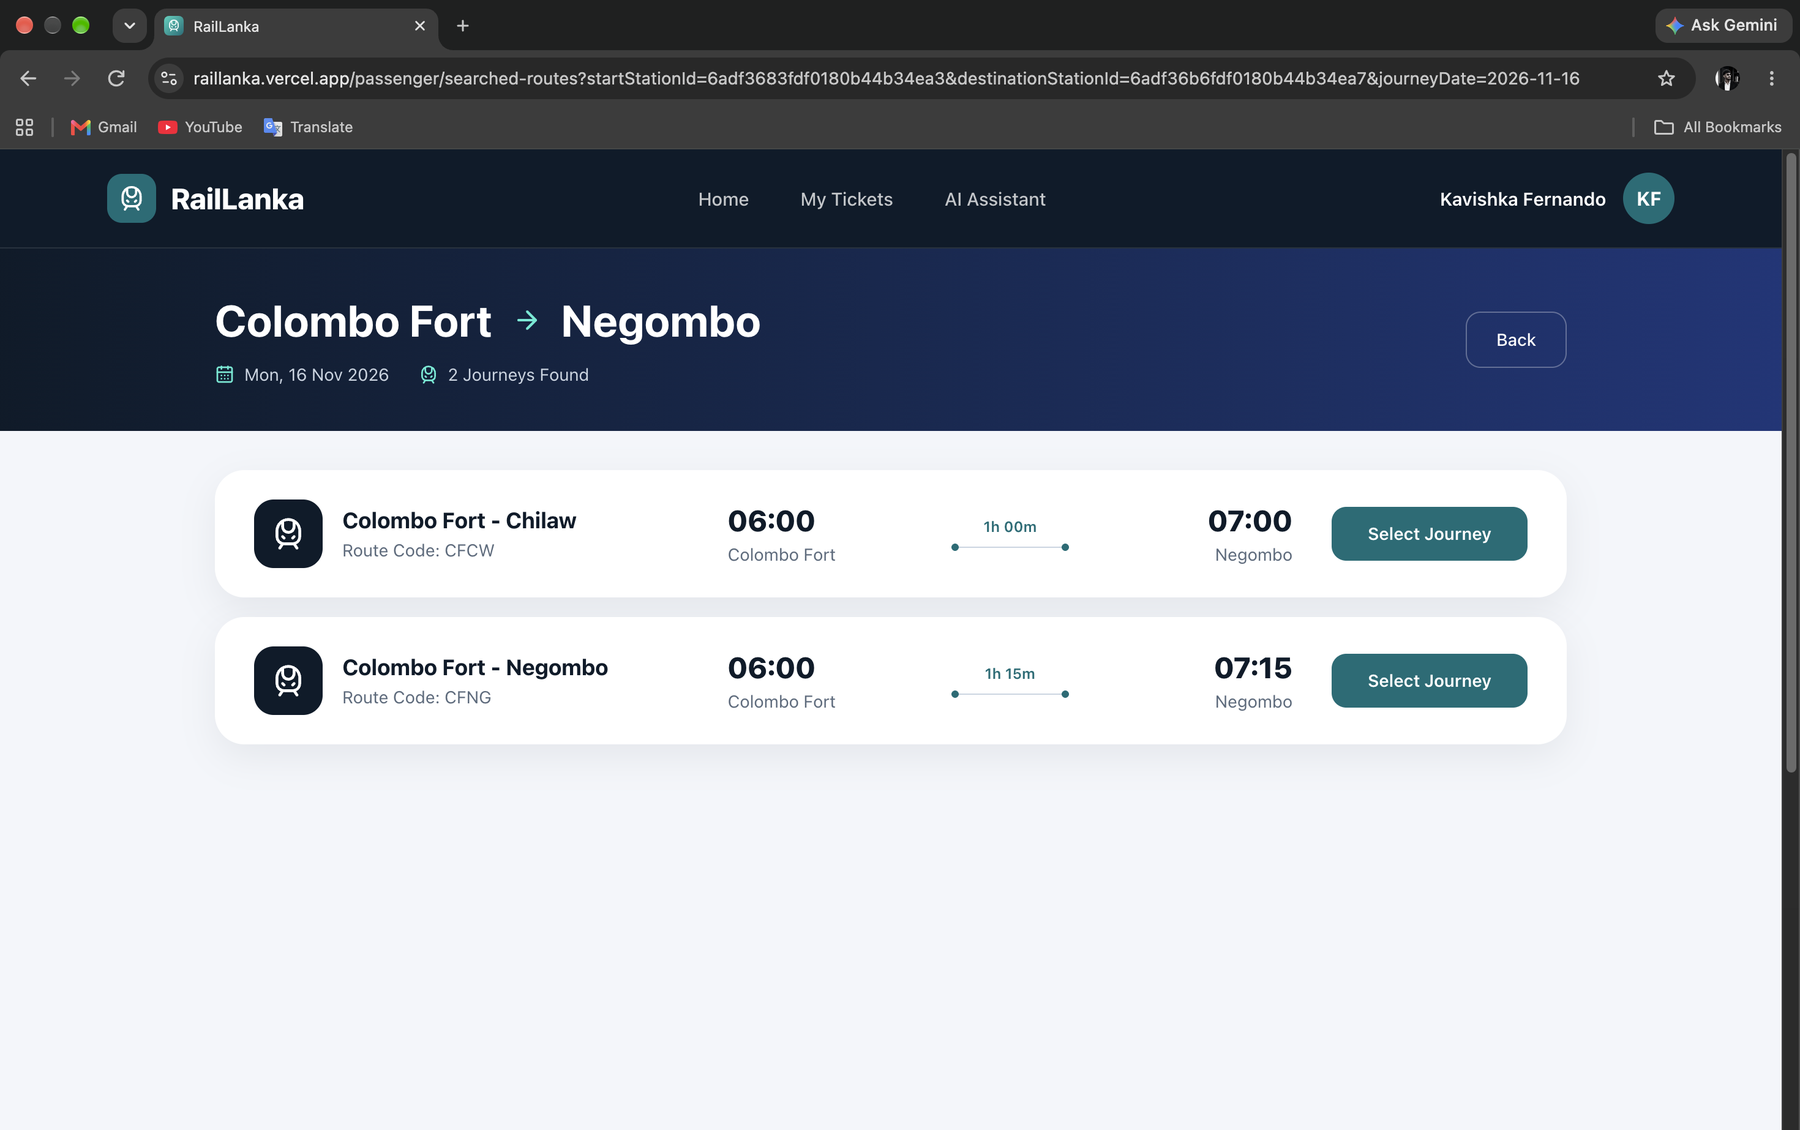 RailLanka
Ask Gemini
raillanka.vercel.app/passenger/searched-routes?startStationId=6adf3683fdf0180b44b34ea3&destinationStationId=6adf36b6fdf0180b44b34ea7&journeyDate=2026-11-16
Gmail
YouTube
Translate
All Bookmarks
RailLanka
Home
My Tickets
AI Assistant
Kavishka Fernando
KF
Colombo Fort → Negombo
Mon, 16 Nov 2026
2 Journeys Found
Back
Colombo Fort - Chilaw
Route Code: CFCW
06:00
Colombo Fort
1h 00m
07:00
Negombo
Select Journey
Colombo Fort - Negombo
Route Code: CFNG
06:00
Colombo Fort
1h 15m
07:15
Negombo
Select Journey